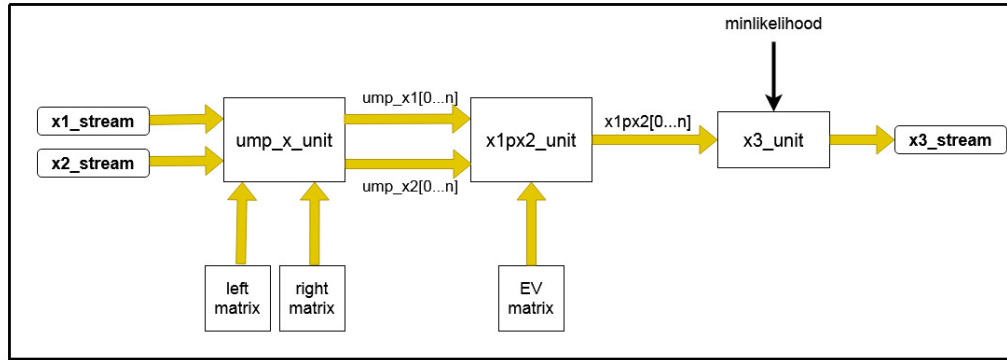 minlikelihood
x1_stream
x2_stream
ump_x_unit
ump_x1[0...n]
ump_x2[0...n]
x1px2_unit
x1px2[0...n]
x3_unit
x3_stream
left
matrix
right
matrix
EV
matrix